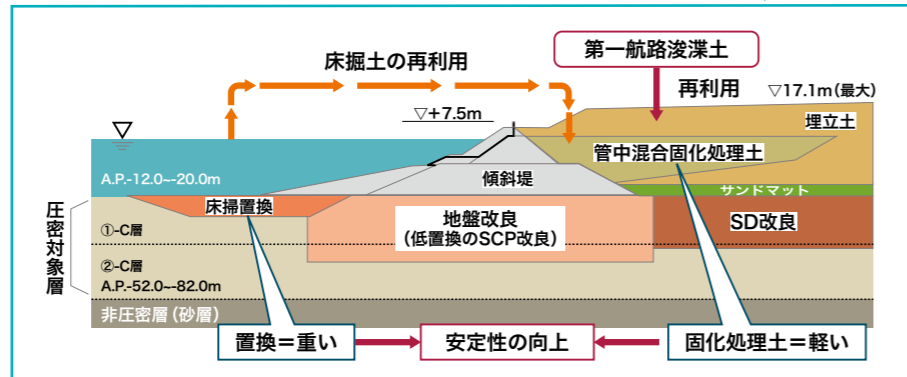 床掘土の再利用
第一航路浚渫土
再利用
▽17.1m(最大)
▽+7.5m
埋立土
管中混合固化処理土
A.P.-12.0~-20.0m
傾斜堤
サンドマット
床掃置換
圧密対象層
①-C層
地盤改良
(低置換のSCP改良)
SD改良
②-C層
A.P.-52.0~-82.0m
非圧密層(砂層)
置換=重い
安定性の向上
固化処理土=軽い